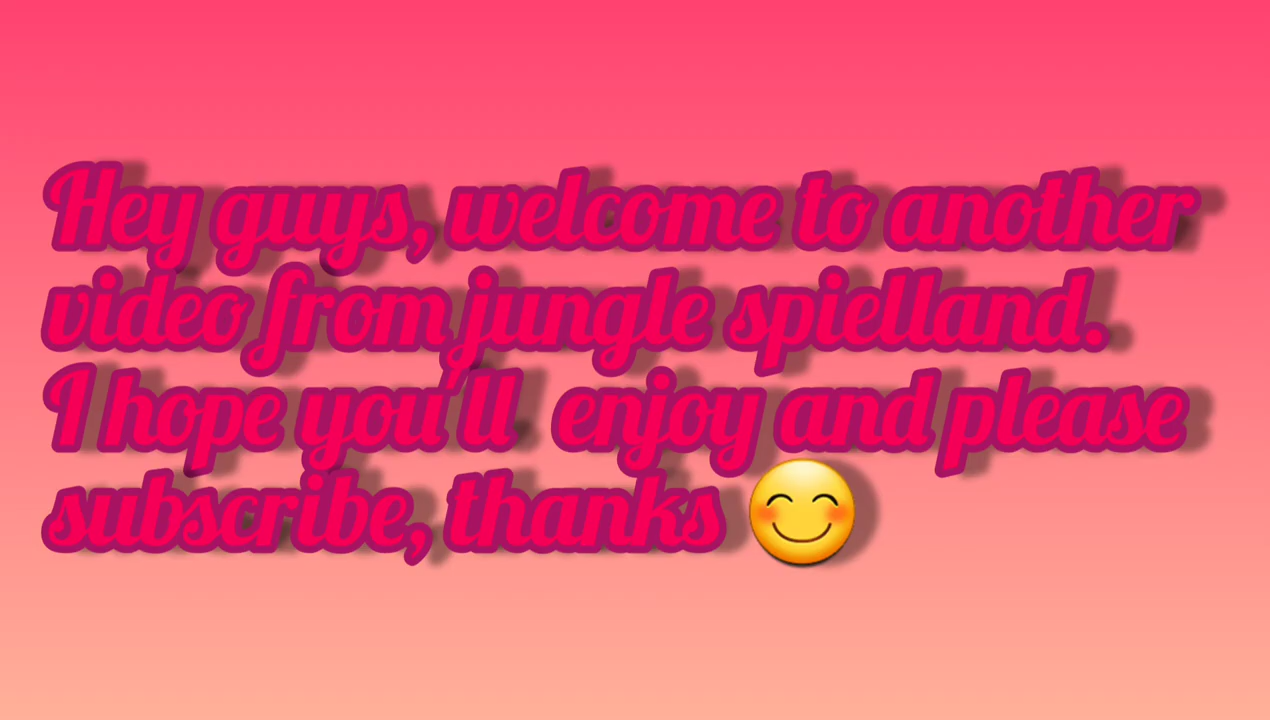 Hey guys, welcome to another
video from jungle spielland.
I hope you'll  enjoy and please
subscribe, thanks 😊